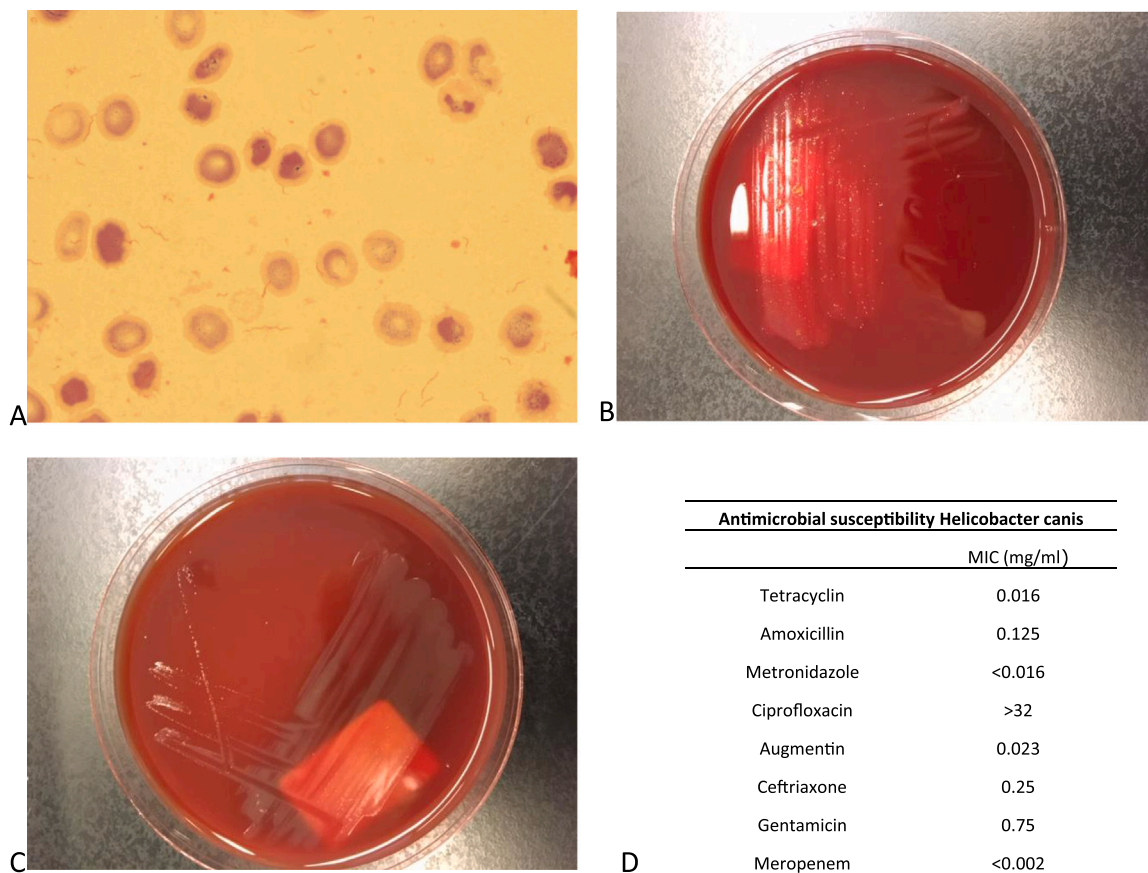 A
B
C
D
Antimicrobial susceptibility Helicobacter canis
MIC (mg/ml)
Tetracyclin 0.016
Amoxicillin 0.125
Metronidazole <0.016
Ciprofloxacin >32
Augmentin 0.023
Ceftriaxone 0.25
Gentamicin 0.75
Meropenem <0.002